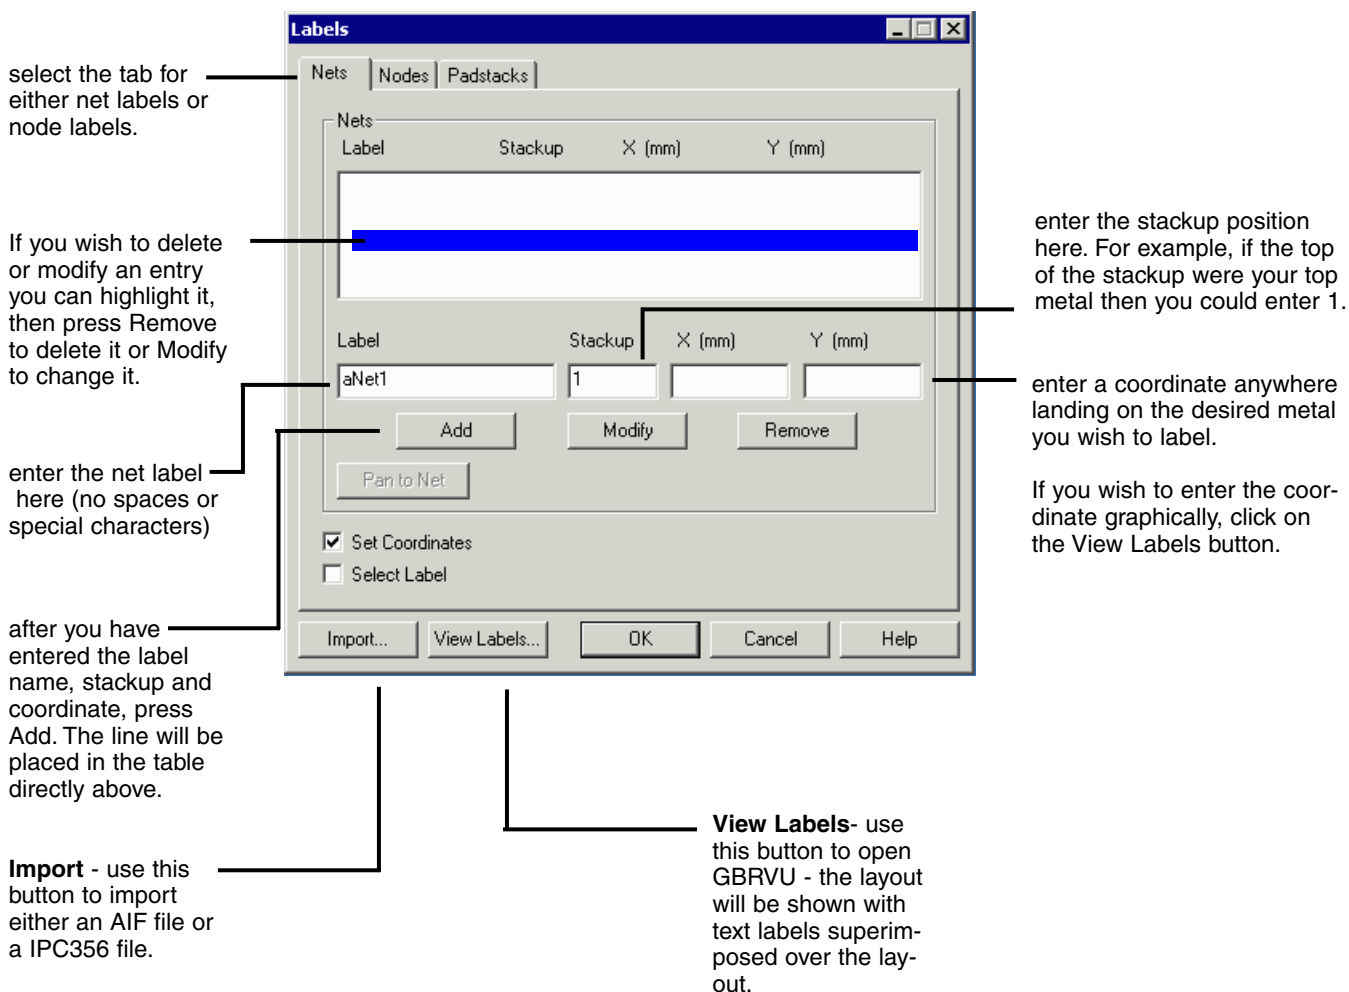 Labels
Nets Nodes Padstacks
Nets
Label Stackup X (mm) Y (mm)
Label Stackup X (mm) Y (mm)
aNet1 1
Add Modify Remove
Pan to Net
Set Coordinates
Select Label
Import... View Labels... OK Cancel Help
select the tab for
either net labels or
node labels.
If you wish to delete
or modify an entry
you can highlight it,
then press Remove
to delete it or Modify
to change it.
enter the net label
here (no spaces or
special characters)
after you have
entered the label
name, stackup and
coordinate, press
Add. The line will be
placed in the table
directly above.
Import - use this
button to import
either an AIF file or
a IPC356 file.
View Labels- use
this button to open
GBRVU - the layout
will be shown with
text labels superim-
posed over the lay-
out.
enter the stackup position
here. For example, if the top
of the stackup were your top
metal then you could enter 1.
enter a coordinate anywhere
landing on the desired metal
you wish to label.
If you wish to enter the coor-
dinate graphically, click on
the View Labels button.